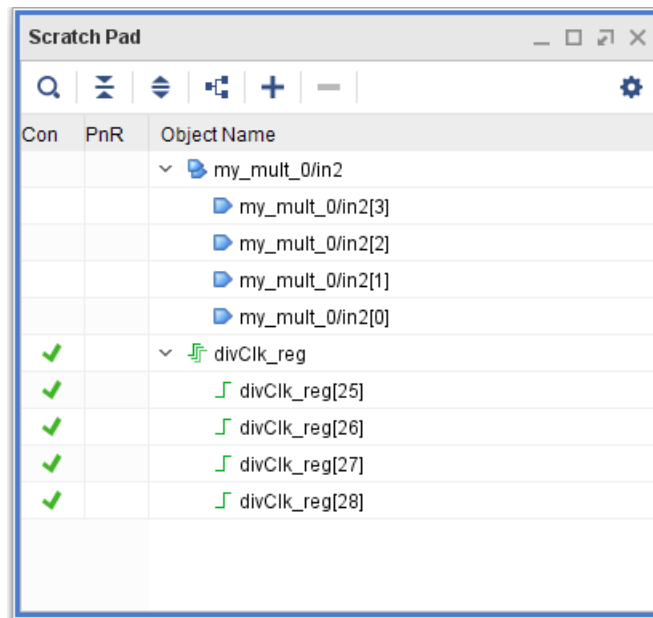 Scratch Pad
Con PnR Object Name
my_mult_0/in2
my_mult_0/in2[3]
my_mult_0/in2[2]
my_mult_0/in2[1]
my_mult_0/in2[0]
divClk_reg
divClk_reg[25]
divClk_reg[26]
divClk_reg[27]
divClk_reg[28]